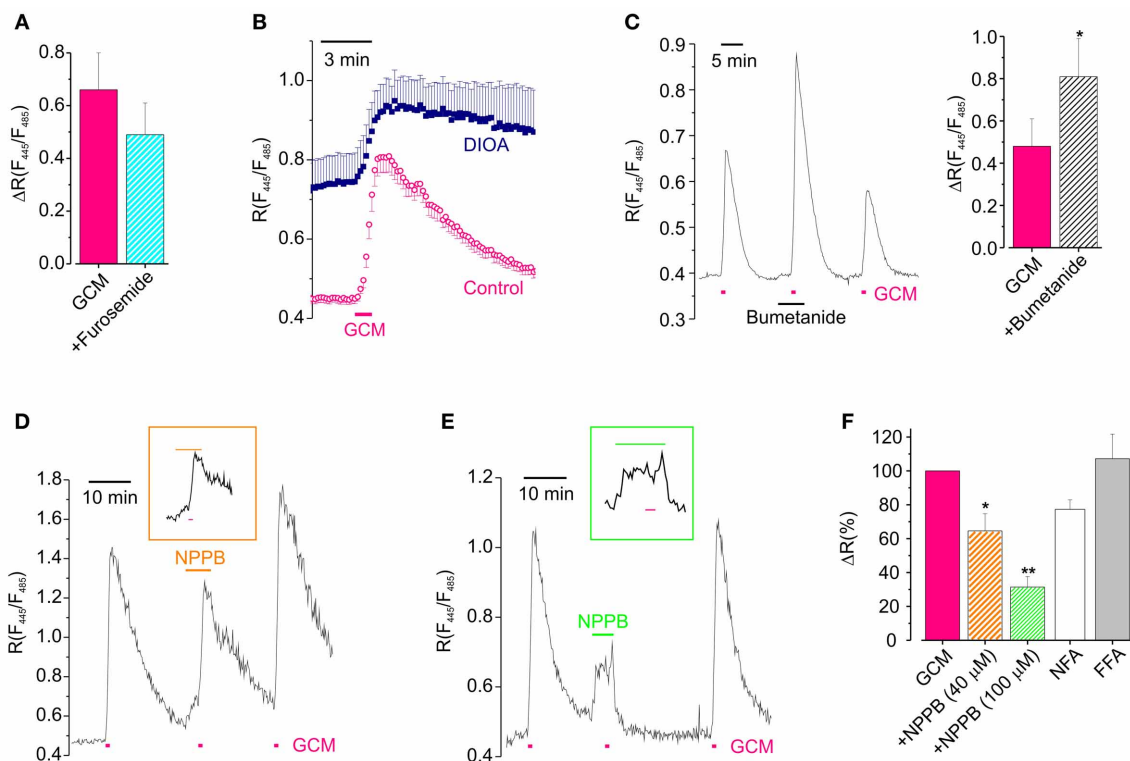 A
ΔR(F445/F485)
0.8
0.6
0.4
0.2
0.0
GCM
+Furosemide
B
3 min
R(F445/F485)
1.0
0.8
0.6
0.4
DIOA
Control
GCM
C
5 min
R(F445/F485)
0.9
0.8
0.7
0.6
0.5
0.4
0.3
GCM
Bumetanide
ΔR(F445/F485)
1.0
0.8
0.6
0.4
0.2
0.0
*
GCM
+Bumetanide
D
10 min
R(F445/F485)
1.8
1.6
1.4
1.2
1.0
0.8
0.6
0.4
NPPB
GCM
E
10 min
R(F445/F485)
1.2
1.0
0.8
0.6
0.4
NPPB
GCM
F
ΔR(%)
120
100
80
60
40
20
0
*
**
GCM
+NPPB (40 μM)
+NPPB (100 μM)
NFA
FFA